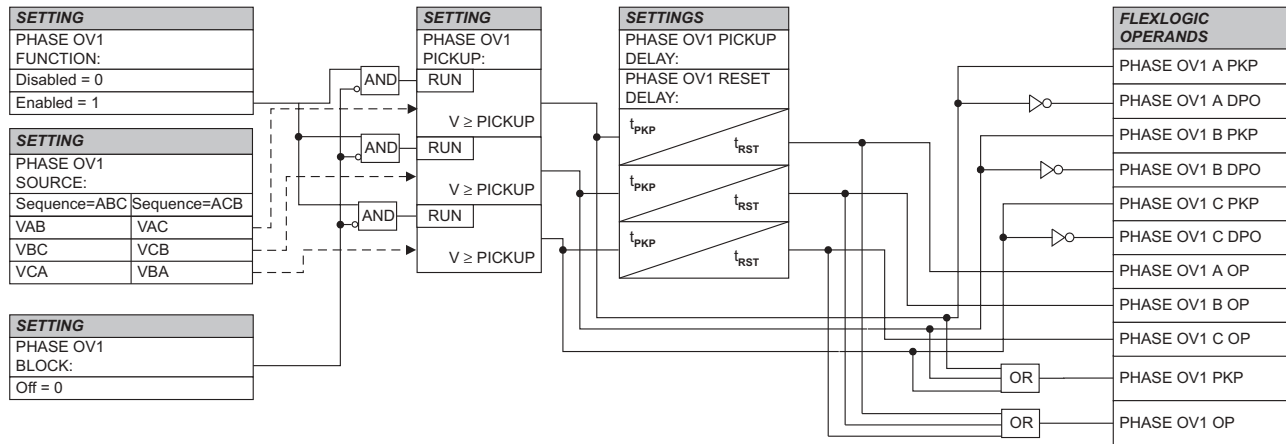 SETTING
PHASE OV1
FUNCTION:
Disabled = 0
Enabled = 1
SETTING
PHASE OV1
SOURCE:
Sequence=ABC Sequence=ACB
VAB VAC
VBC VCB
VCA VBA
SETTING
PHASE OV1
BLOCK:
Off = 0
AND
AND
AND
SETTING
PHASE OV1
PICKUP:
RUN
V ≥ PICKUP
RUN
V ≥ PICKUP
RUN
V ≥ PICKUP
SETTINGS
PHASE OV1 PICKUP
DELAY:
PHASE OV1 RESET
DELAY:
tPKP
tRST
tPKP
tRST
tPKP
tRST
OR
OR
FLEXLOGIC
OPERANDS
PHASE OV1 A PKP
PHASE OV1 A DPO
PHASE OV1 B PKP
PHASE OV1 B DPO
PHASE OV1 C PKP
PHASE OV1 C DPO
PHASE OV1 A OP
PHASE OV1 B OP
PHASE OV1 C OP
PHASE OV1 PKP
PHASE OV1 OP